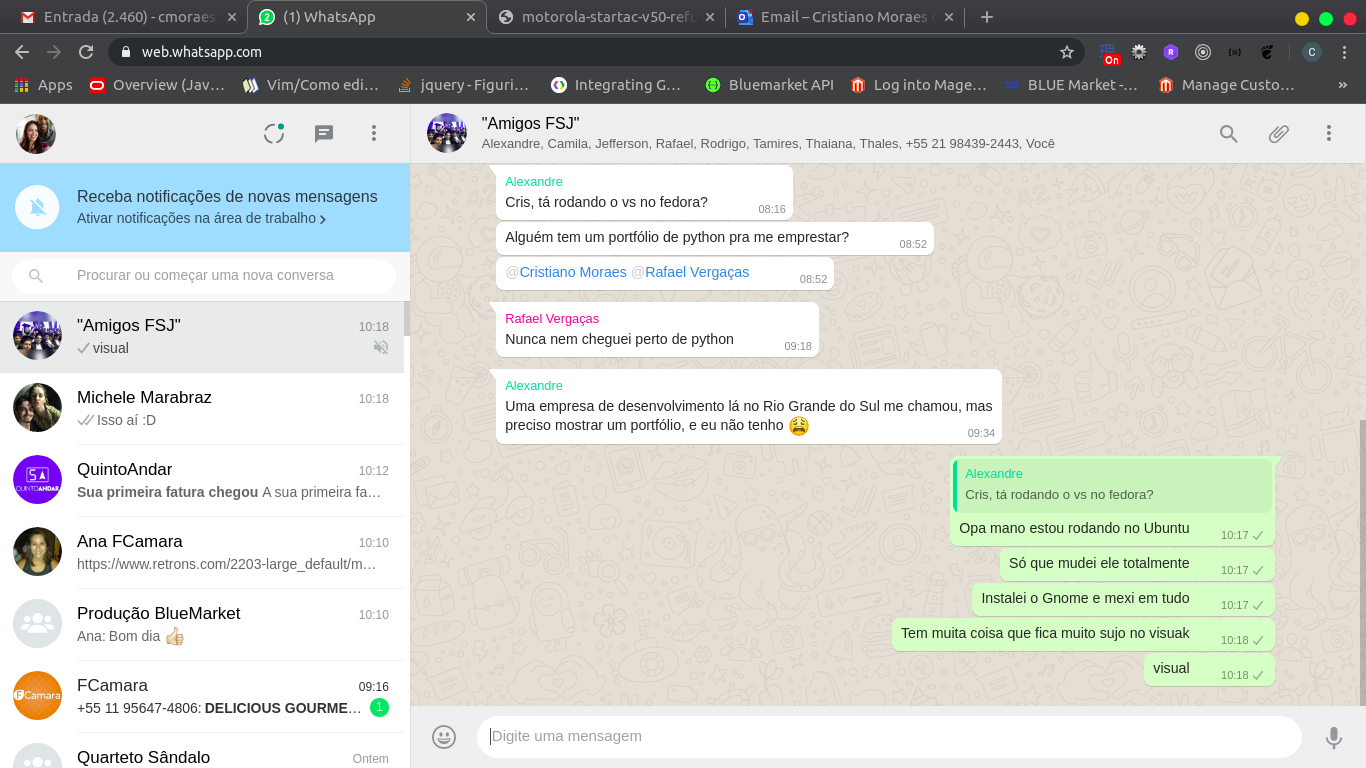 Entrada (2.460) - cmoraes
(1) WhatsApp
motorola-startac-v50-refu
Email – Cristiano Moraes
web.whatsapp.com
On
C
Apps
Overview (Jav…
Vim/Como edi…
jquery - Figuri…
Integrating G…
Bluemarket API
Log into Mage…
BLUE Market -…
Manage Custo…
»
"Amigos FSJ"
Alexandre, Camila, Jefferson, Rafael, Rodrigo, Tamires, Thaiana, Thales, +55 21 98439-2443, Você
Receba notificações de novas mensagens
Ativar notificações na área de trabalho
Procurar ou começar uma nova conversa
"Amigos FSJ"
10:18
visual
Michele Marabraz
10:18
Isso aí :D
QuintoAndar
10:12
Sua primeira fatura chegou A sua primeira fa…
Ana FCamara
10:10
https://www.retrons.com/2203-large_default/m…
Produção BlueMarket
10:10
Ana: Bom dia 👍🏼
FCamara
09:16
+55 11 95647-4806: DELICIOUS GOURME…
1
Quarteto Sândalo
Ontem
Alexandre
Cris, tá rodando o vs no fedora?
08:16
Alguém tem um portfólio de python pra me emprestar?
08:52
@Cristiano Moraes @Rafael Vergaças
08:52
Rafael Vergaças
Nunca nem cheguei perto de python
09:18
Alexandre
Uma empresa de desenvolvimento lá no Rio Grande do Sul me chamou, mas
preciso mostrar um portfólio, e eu não tenho 😩
09:34
Alexandre
Cris, tá rodando o vs no fedora?
Opa mano estou rodando no Ubuntu
10:17
Só que mudei ele totalmente
10:17
Instalei o Gnome e mexi em tudo
10:17
Tem muita coisa que fica muito sujo no visuak
10:18
visual
10:18
Digite uma mensagem